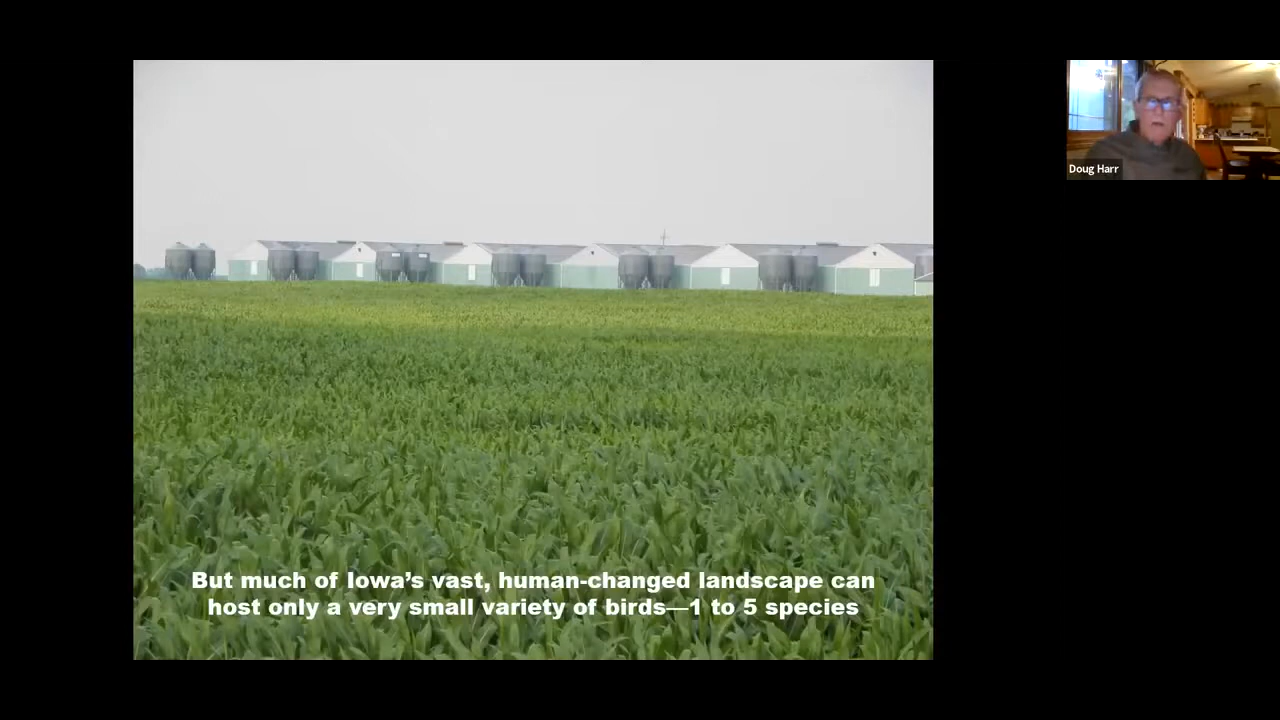 But much of Iowa’s vast, human-changed landscape can
host only a very small variety of birds—1 to 5 species
Doug Harr